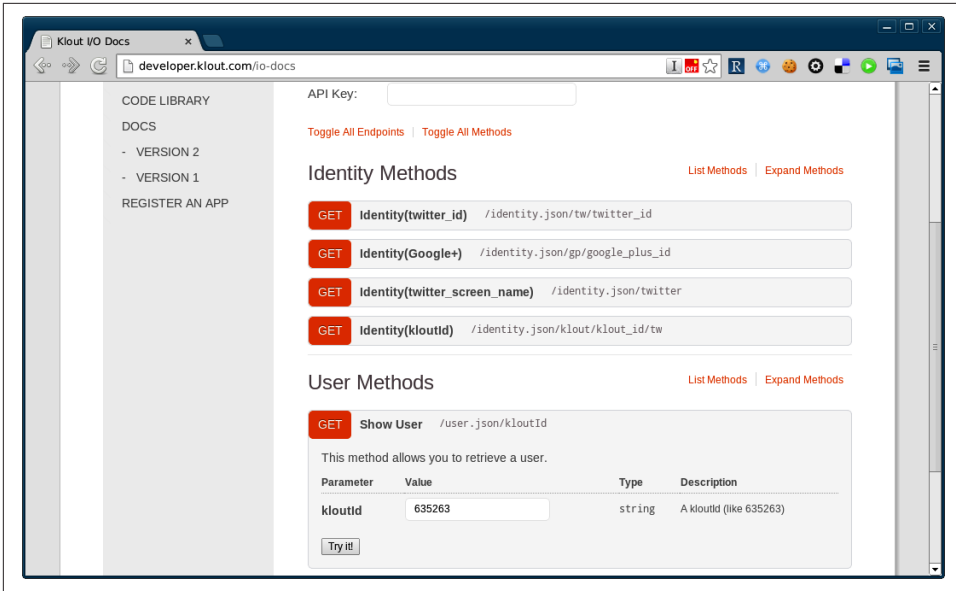 Klout I/O Docs ×
developer.klout.com/io-docs
I OFF R
CODE LIBRARY
DOCS
- VERSION 2
- VERSION 1
REGISTER AN APP
API Key:
Toggle All Endpoints | Toggle All Methods
Identity Methods List Methods | Expand Methods
GET Identity(twitter_id) /identity.json/tw/twitter_id
GET Identity(Google+) /identity.json/gp/google_plus_id
GET Identity(twitter_screen_name) /identity.json/twitter
GET Identity(kloutId) /identity.json/klout/klout_id/tw
User Methods List Methods | Expand Methods
GET Show User /user.json/kloutId
This method allows you to retrieve a user.
Parameter Value Type Description
kloutId 635263 string A kloutId (like 635263)
Try it!